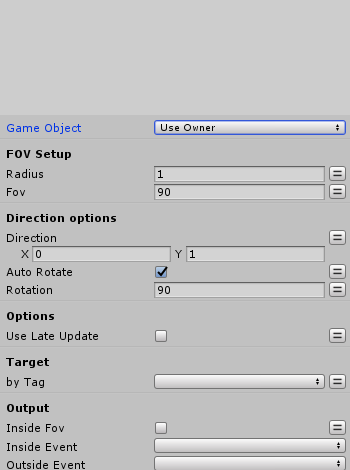 Game Object Use Owner
FOV Setup
Radius 1
Fov 90
Direction options
Direction
X 0 Y 1
Auto Rotate
Rotation 90
Options
Use Late Update
Target
by Tag
Output
Inside Fov
Inside Event
Outside Event